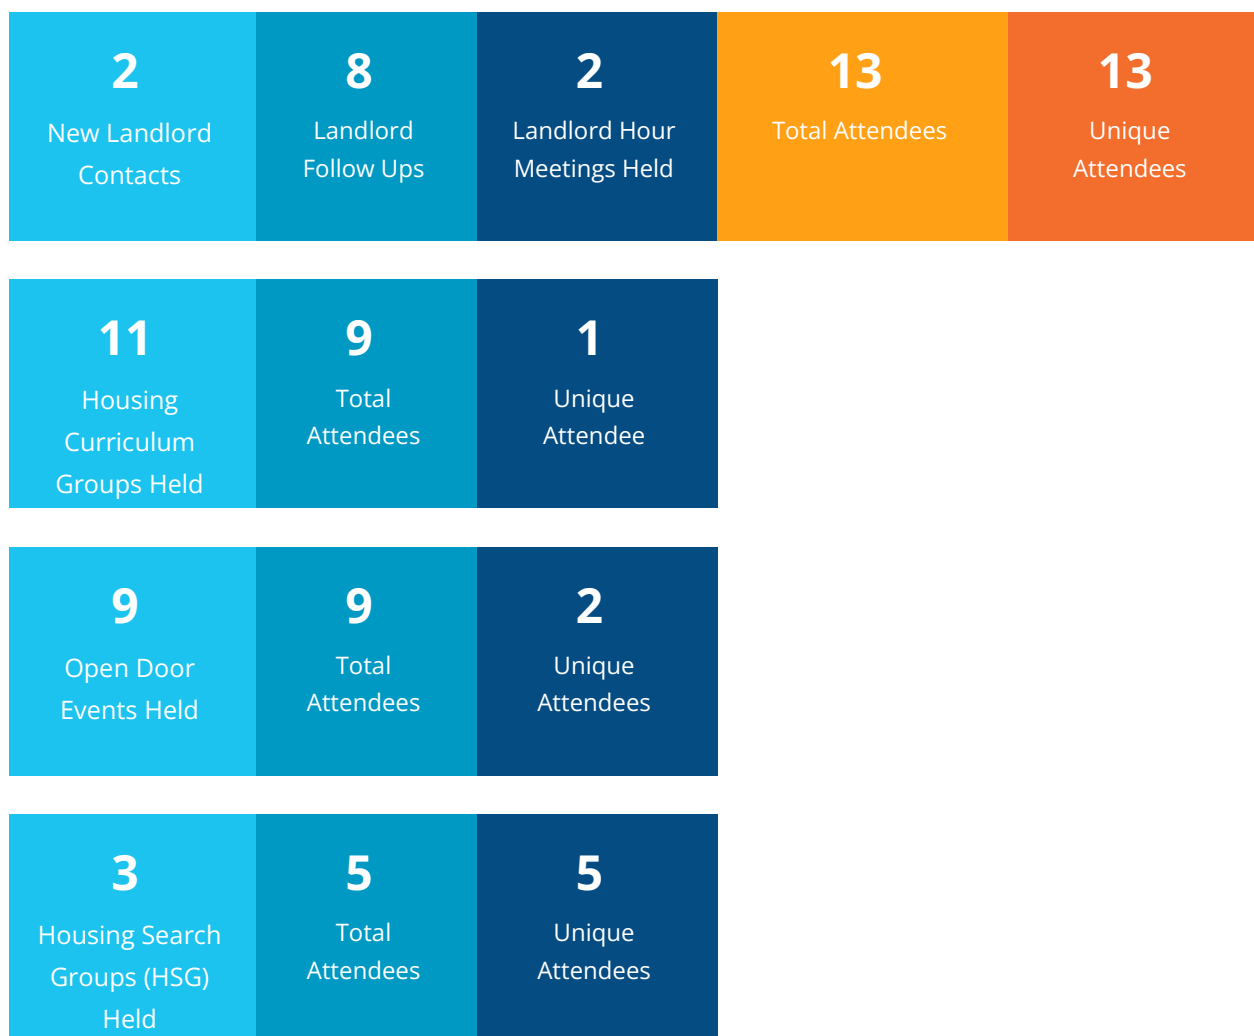 2
New Landlord
Contacts
8
Landlord
Follow Ups
2
Landlord Hour
Meetings Held
13
Total Attendees
13
Unique
Attendees
11
Housing
Curriculum
Groups Held
9
Total
Attendees
1
Unique
Attendee
9
Open Door
Events Held
9
Total
Attendees
2
Unique
Attendees
3
Housing Search
Groups (HSG)
Held
5
Total
Attendees
5
Unique
Attendees